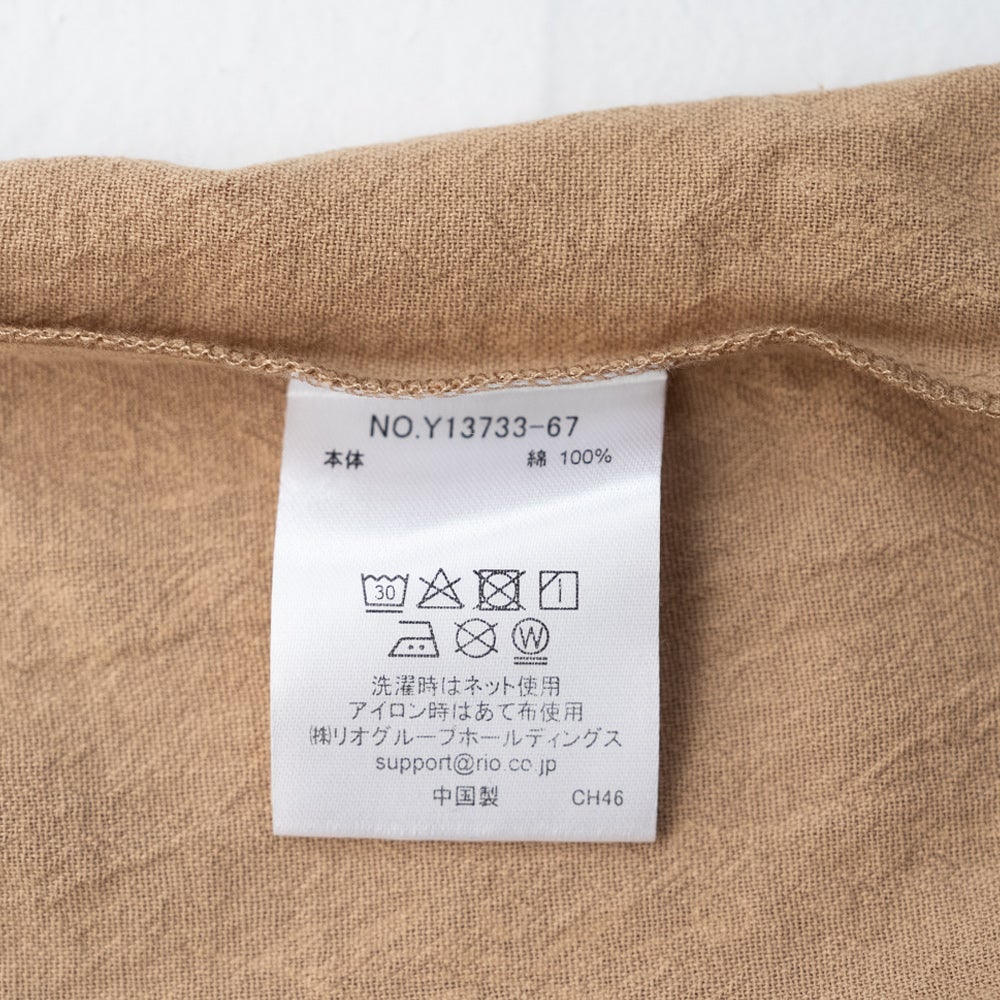 NO.Y13733-67
本体 綿 100%
30
W
洗濯時はネット使用
アイロン時はあて布使用
㈱リオグループホールディングス
support@rio.co.jp
中国製 CH46